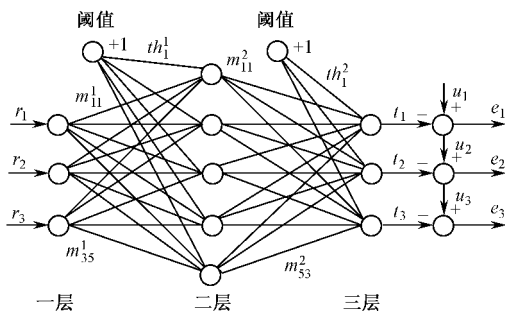 阈值 阈值
+1 th₁¹ m₁₁² +1 th₁²
m₁₁¹ u₁
r₁ t₁ − + e₁
u₂
r₂ t₂ − + e₂
u₃
r₃ t₃ − + e₃
m₃₅¹ m₅₃²
一层 二层 三层